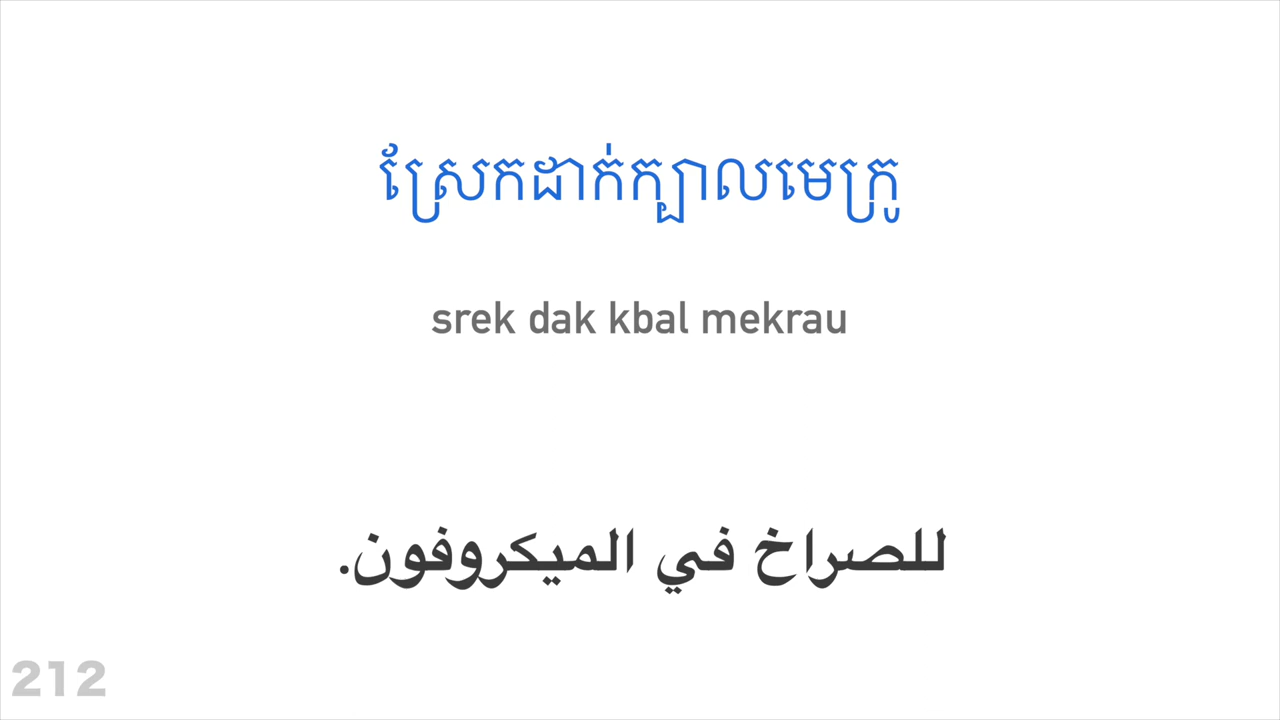 ស្រែកដាក់ក្បាលមេក្រូ
srek dak kbal mekrau
للصراخ في الميكروفون.
212